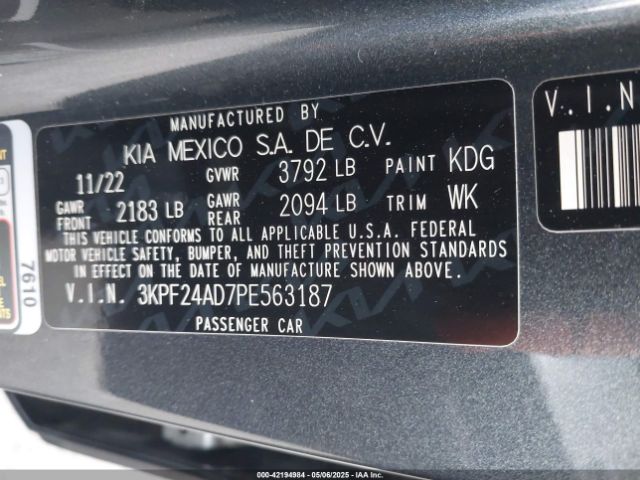 MANUFACTURED BY
KIA MEXICO S.A. DE C.V.
11/22 GVWR 3792 LB PAINT KDG
GAWR FRONT 2183 LB GAWR REAR 2094 LB TRIM WK
THIS VEHICLE CONFORMS TO ALL APPLICABLE U.S.A. FEDERAL
MOTOR VEHICLE SAFETY, BUMPER, AND THEFT PREVENTION STANDARDS
IN EFFECT ON THE DATE OF MANUFACTURE SHOWN ABOVE.
V.I.N. 3KPF24AD7PE563187
PASSENGER CAR
V.I.N
7610
000-42194984 - 05/06/2025 - IAAI.COM